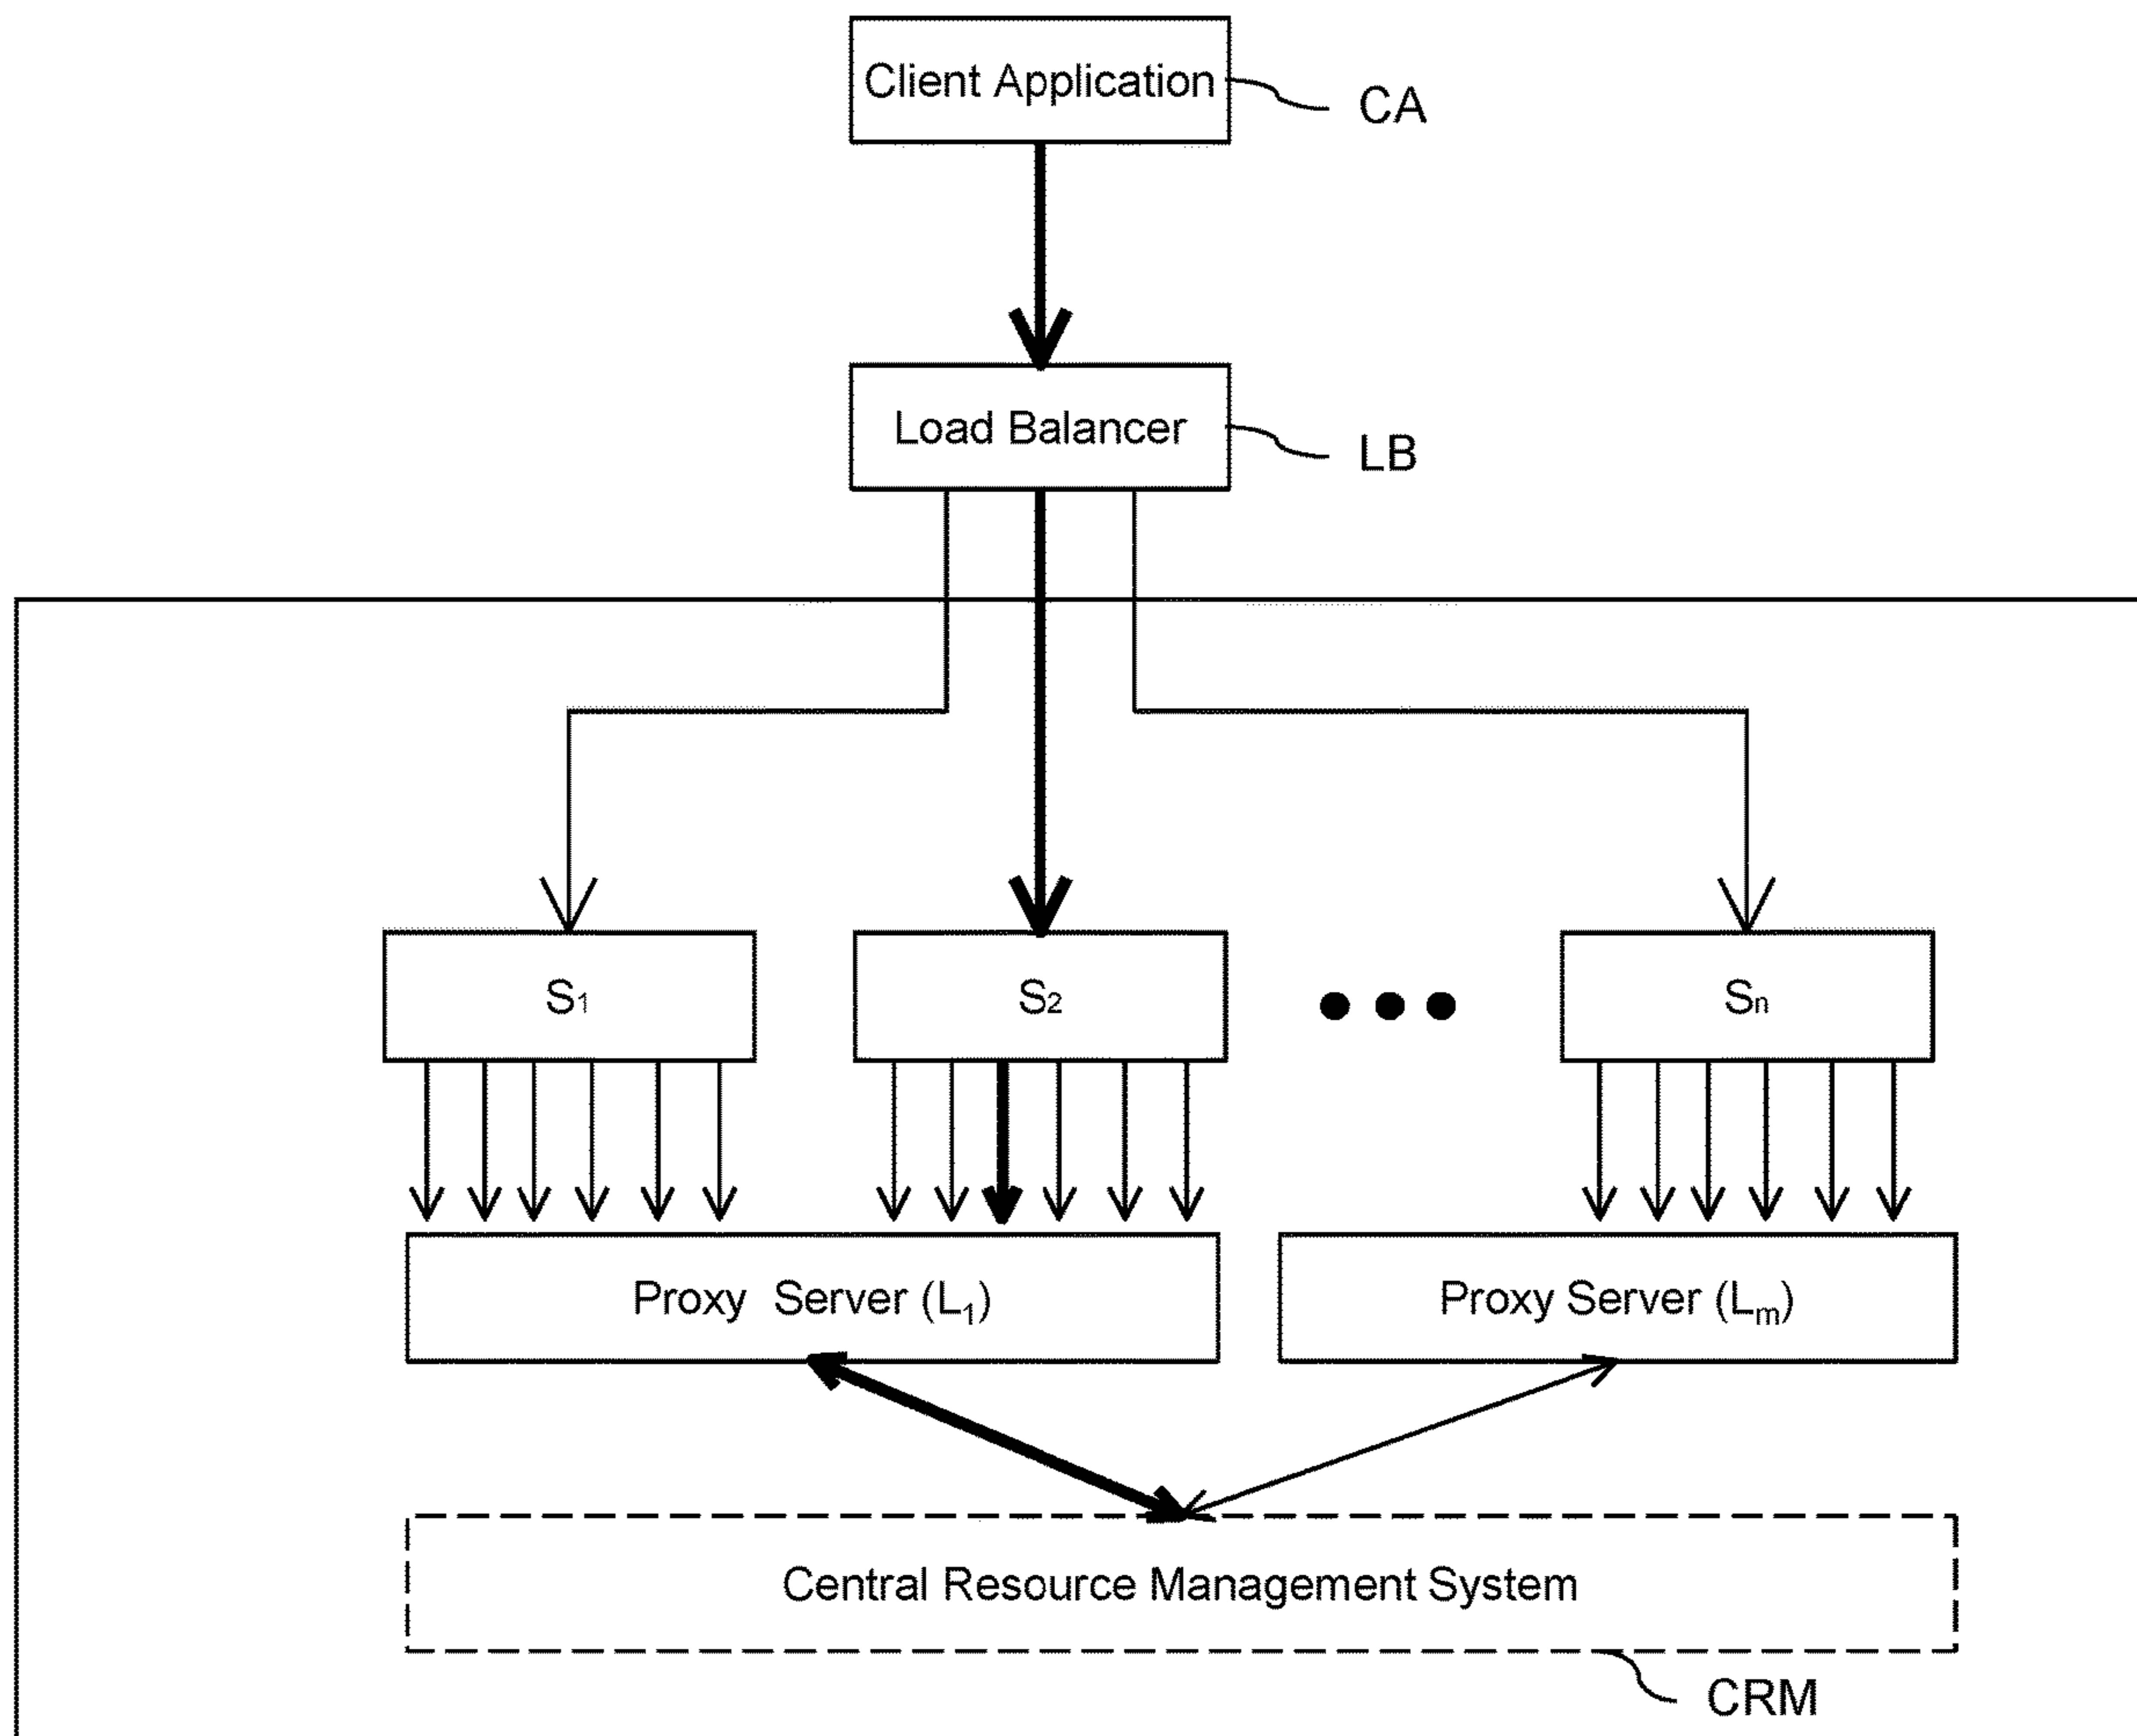 Client Application
CA
Load Balancer
LB
S1
S2
Sn
Proxy Server (L1)
Proxy Server (Lm)
Central Resource Management System
CRM